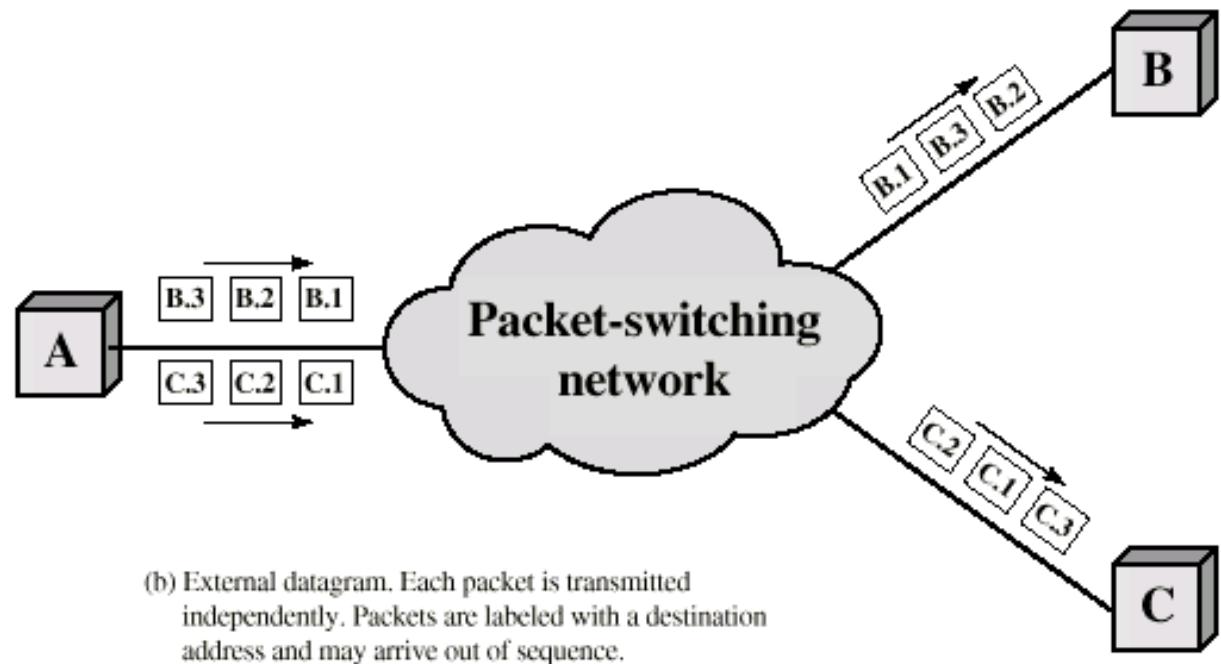 B
B.1 B.3 B.2
B.3 B.2 B.1
A
C.3 C.2 C.1
Packet-switching
network
C.2 C.1 C.3
C
(b) External datagram. Each packet is transmitted
independently. Packets are labeled with a destination
address and may arrive out of sequence.